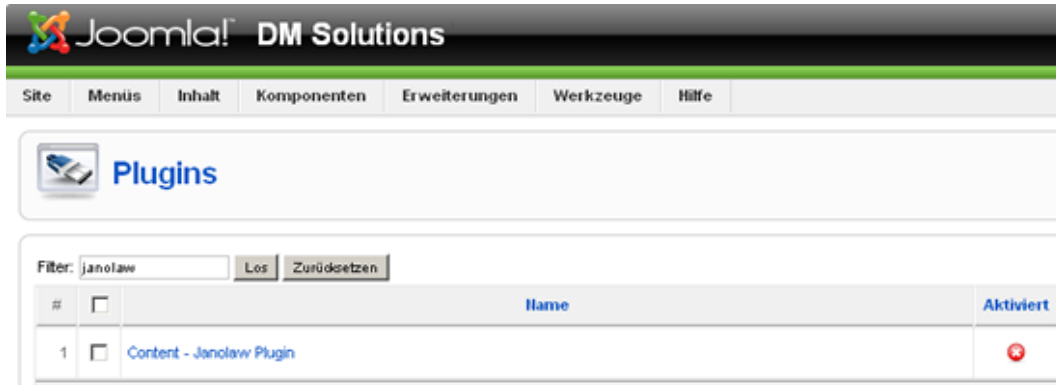 Joomla!™ DM Solutions
Site Menüs Inhalt Komponenten Erweiterungen Werkzeuge Hilfe
Plugins
Filter: janolaw Los Zurücksetzen
# Name Aktiviert
1 Content - Janolaw Plugin